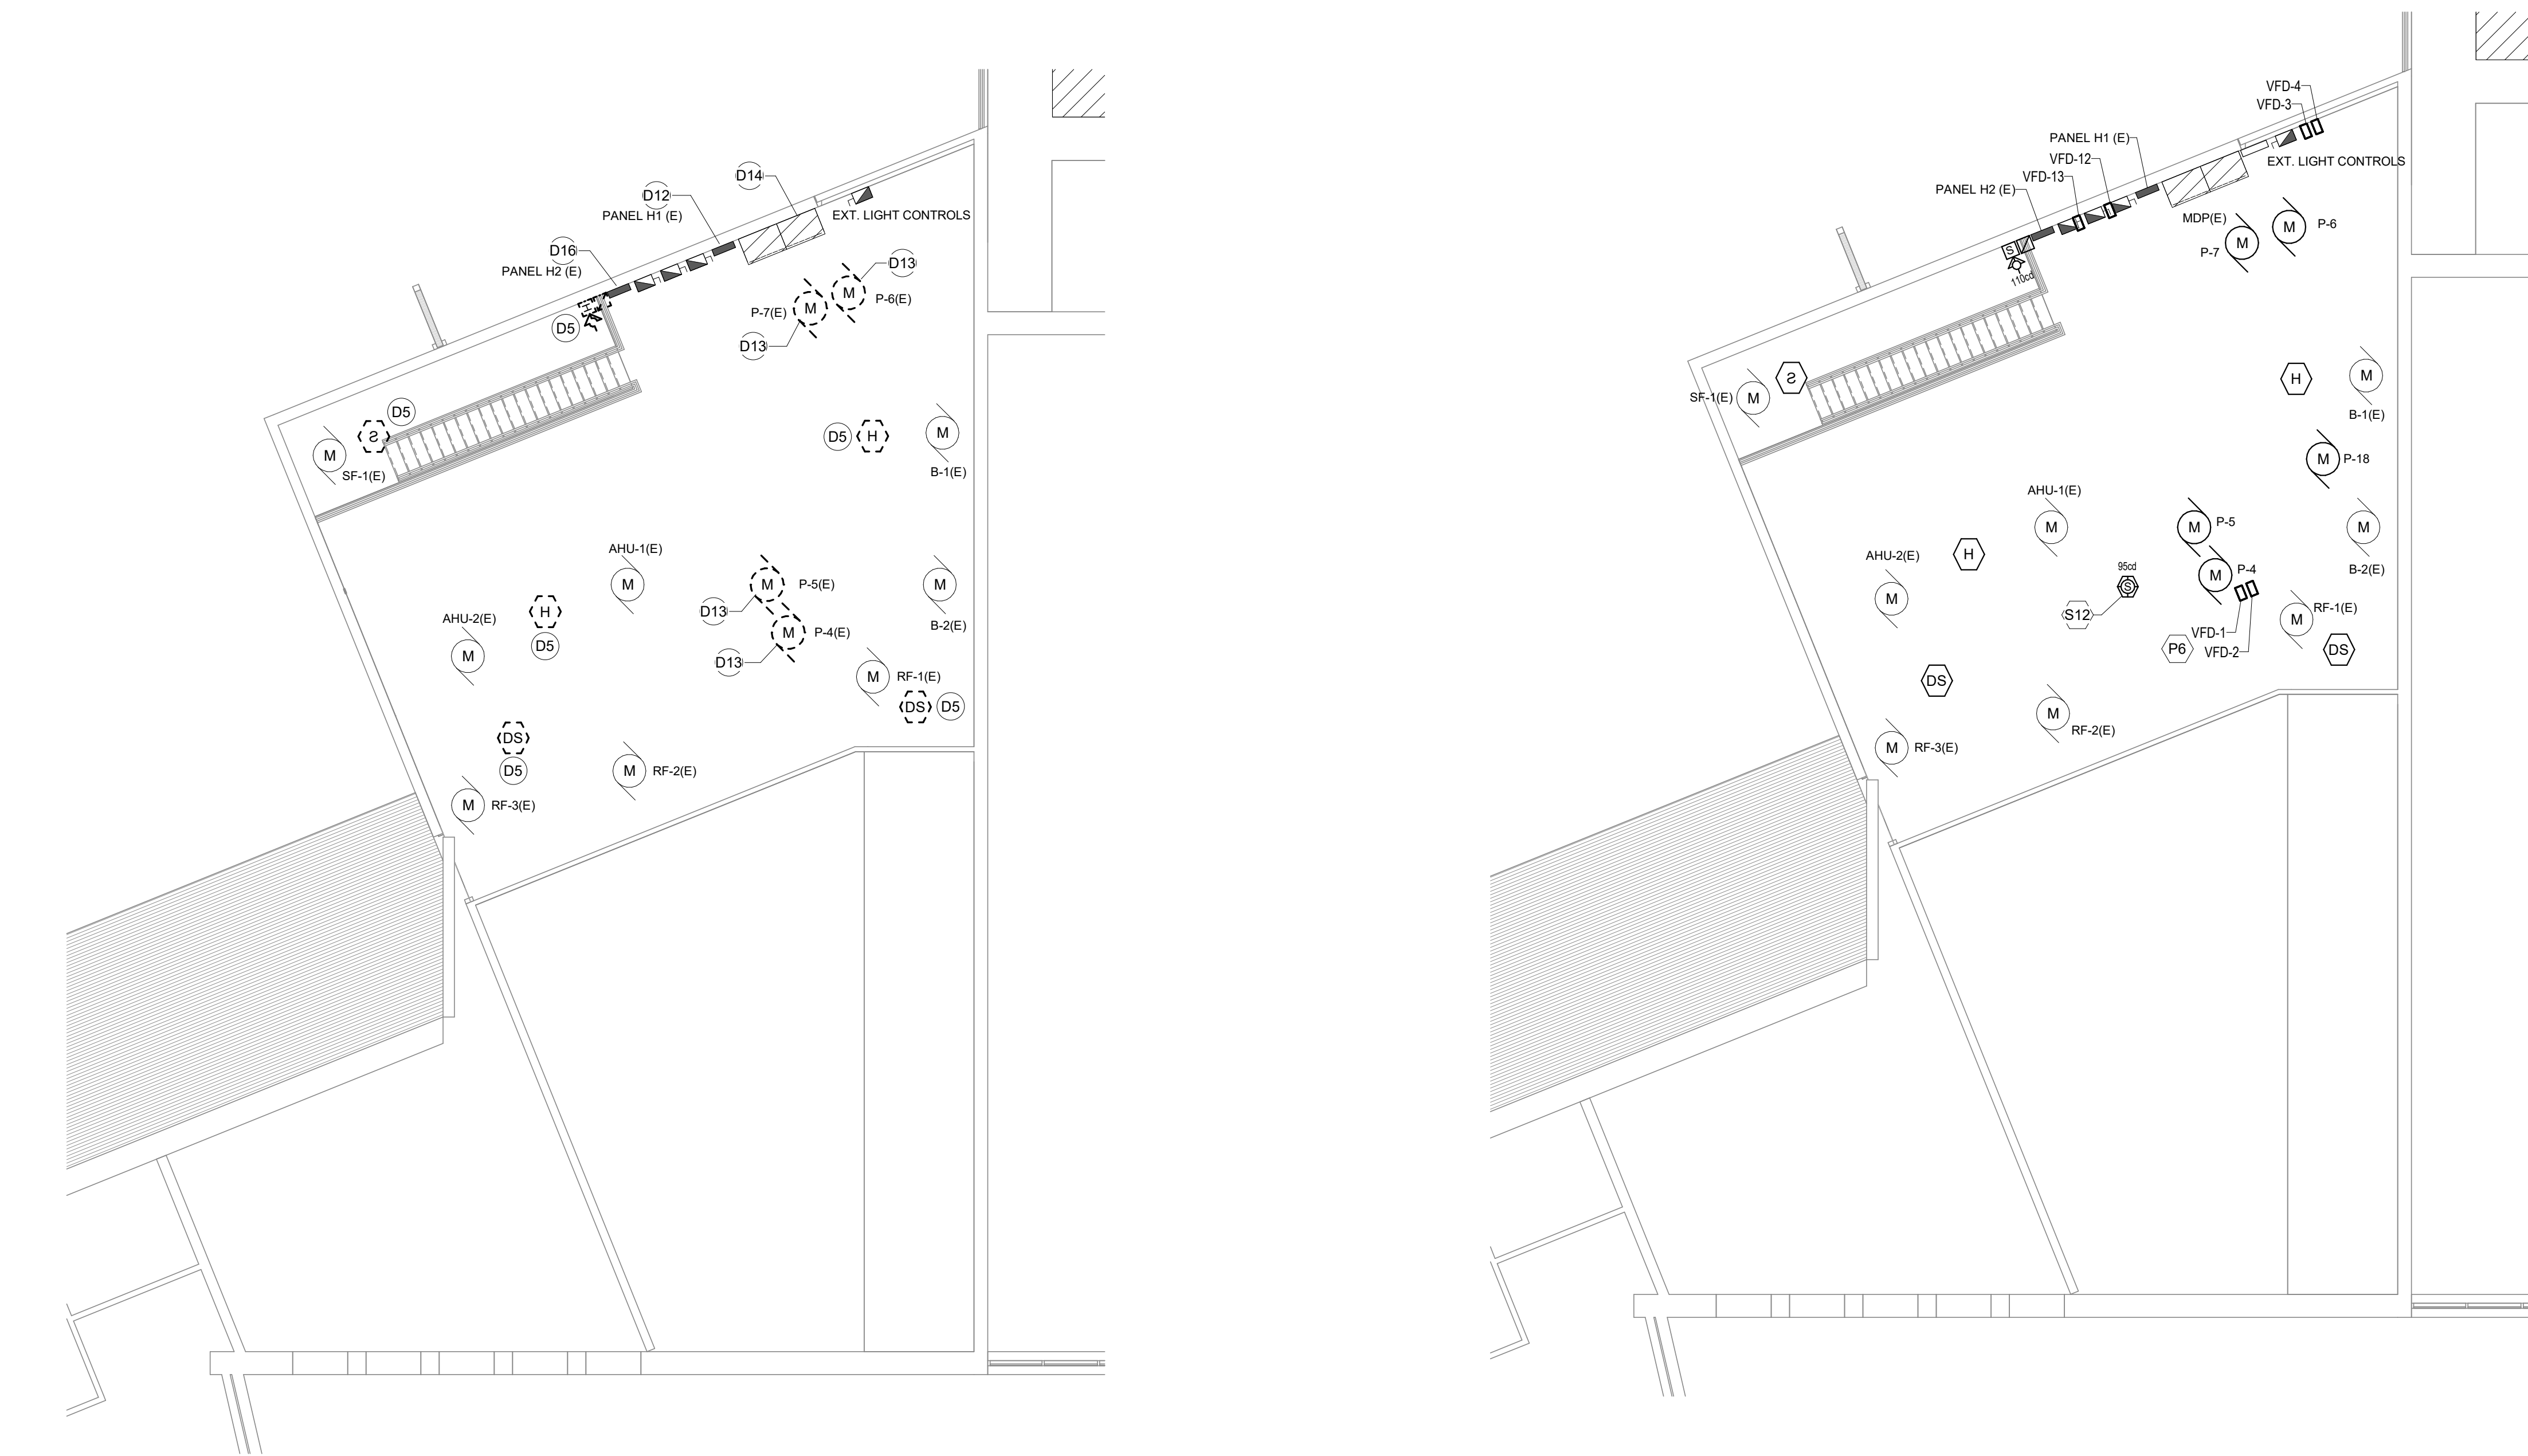 D14
D12
PANEL H1 (E)
EXT. LIGHT CONTROLS
D16
PANEL H2 (E)
D13
M
P-6(E)
M
P-7(E)
D13
H
D5
D5
S
M
SF-1(E)
D5
H
M
B-1(E)
AHU-1(E)
M
M
P-5(E)
D13
M
B-2(E)
H
D5
AHU-2(E)
M
M
P-4(E)
D13
M
RF-1(E)
DS
D5
DS
D5
M
RF-2(E)
M
RF-3(E)
VFD-4
VFD-3
PANEL H1 (E)
VFD-12
EXT. LIGHT CONTROLS
VFD-13
PANEL H2 (E)
MDP(E)
M
P-6
M
P-7
S
110cd
S
M
SF-1(E)
H
M
B-1(E)
M
P-18
AHU-1(E)
M
M
P-5
M
B-2(E)
AHU-2(E)
M
H
95cd
S
S12
M
P-4
VFD-1
VFD-2
P6
M
RF-1(E)
DS
DS
M
RF-2(E)
M
RF-3(E)